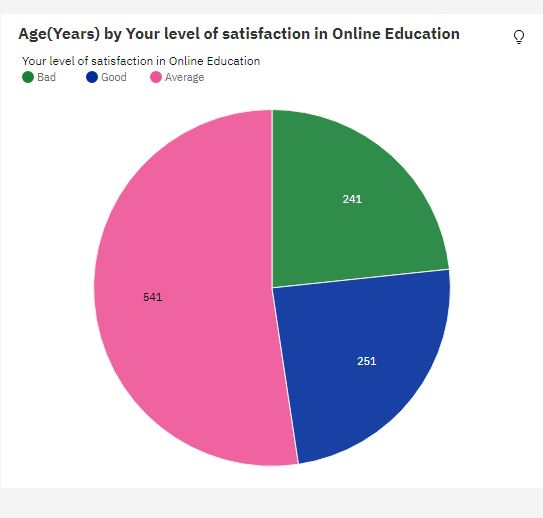 Age(Years) by Your level of satisfaction in Online Education
Your level of satisfaction in Online Education
Bad Good Average
241
541
251